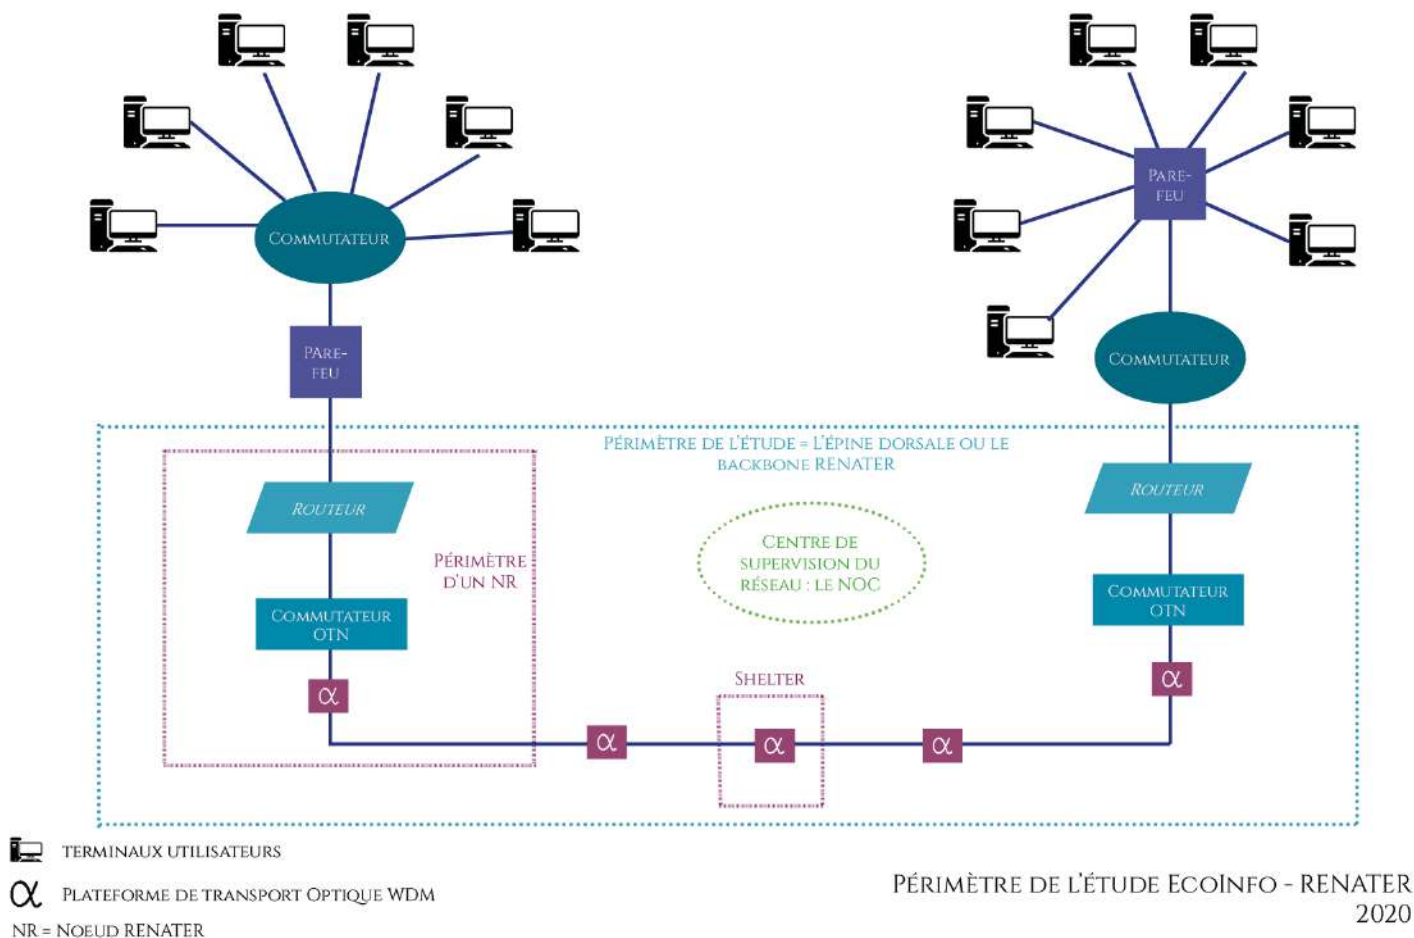 Commutateur
Pare-
feu
Pare-
feu
Commutateur
Périmètre de l'étude = L'épine dorsale ou le
backbone RENATER
Routeur
Routeur
Périmètre
d'un NR
Centre de
supervision du
réseau : le NOC
Commutateur
OTN
Commutateur
OTN
α
α
Shelter
α
α
α
terminaux utilisateurs
α Plateforme de transport Optique WDM
NR = Noeud RENATER
Périmètre de l'étude EcoInfo - RENATER
2020